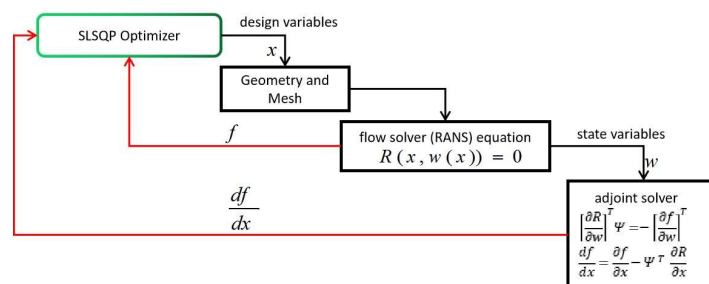 SLSQP Optimizer
design variables
x
Geometry and
Mesh
flow solver (RANS) equation
R ( x , w ( x ) ) = 0
f
state variables
w
adjoint solver
[∂R/∂w]^T Ψ = − [∂f/∂w]^T
df/dx = ∂f/∂x − Ψ^T ∂R/∂x
df/dx